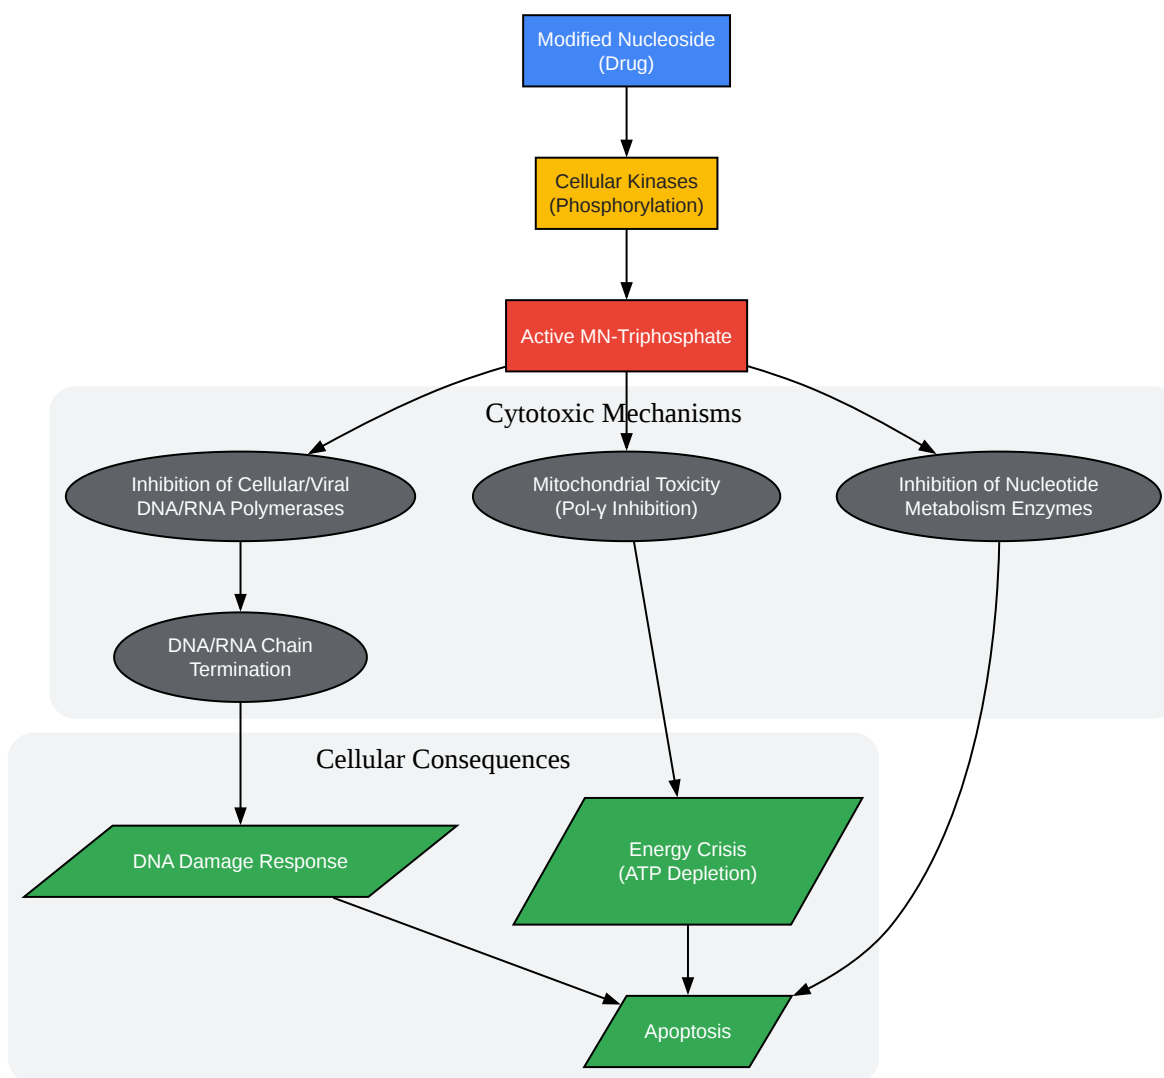 Modified Nucleoside
(Drug)
Cellular Kinases
(Phosphorylation)
Active MN-Triphosphate
Cytotoxic Mechanisms
Inhibition of Cellular/Viral
DNA/RNA Polymerases
Mitochondrial Toxicity
(Pol-γ Inhibition)
Inhibition of Nucleotide
Metabolism Enzymes
DNA/RNA Chain
Termination
Cellular Consequences
DNA Damage Response
Energy Crisis
(ATP Depletion)
Apoptosis